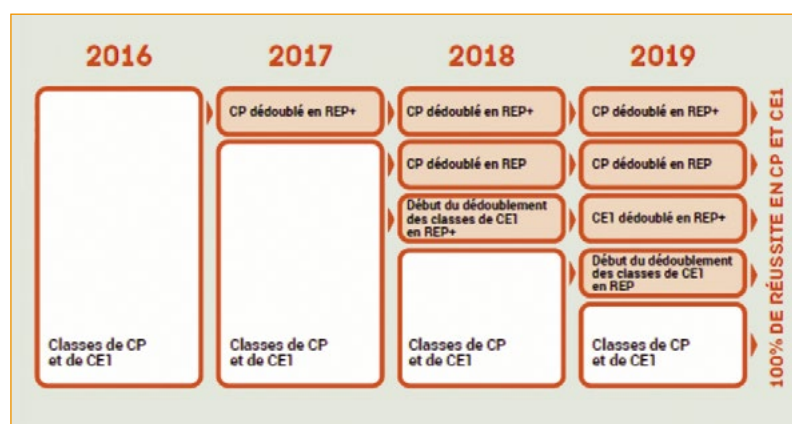 2016
2017
2018
2019
CP dédoublé en REP+
CP dédoublé en REP+
CP dédoublé en REP+
CP dédoublé en REP
CP dédoublé en REP
Début du dédoublement
des classes de CE1
en REP+
CE1 dédoublé en REP+
Début du dédoublement
des classes de CE1
en REP
Classes de CP
et de CE1
Classes de CP
et de CE1
Classes de CP
et de CE1
Classes de CP
et de CE1
100% DE RÉUSSITE EN CP ET CE1